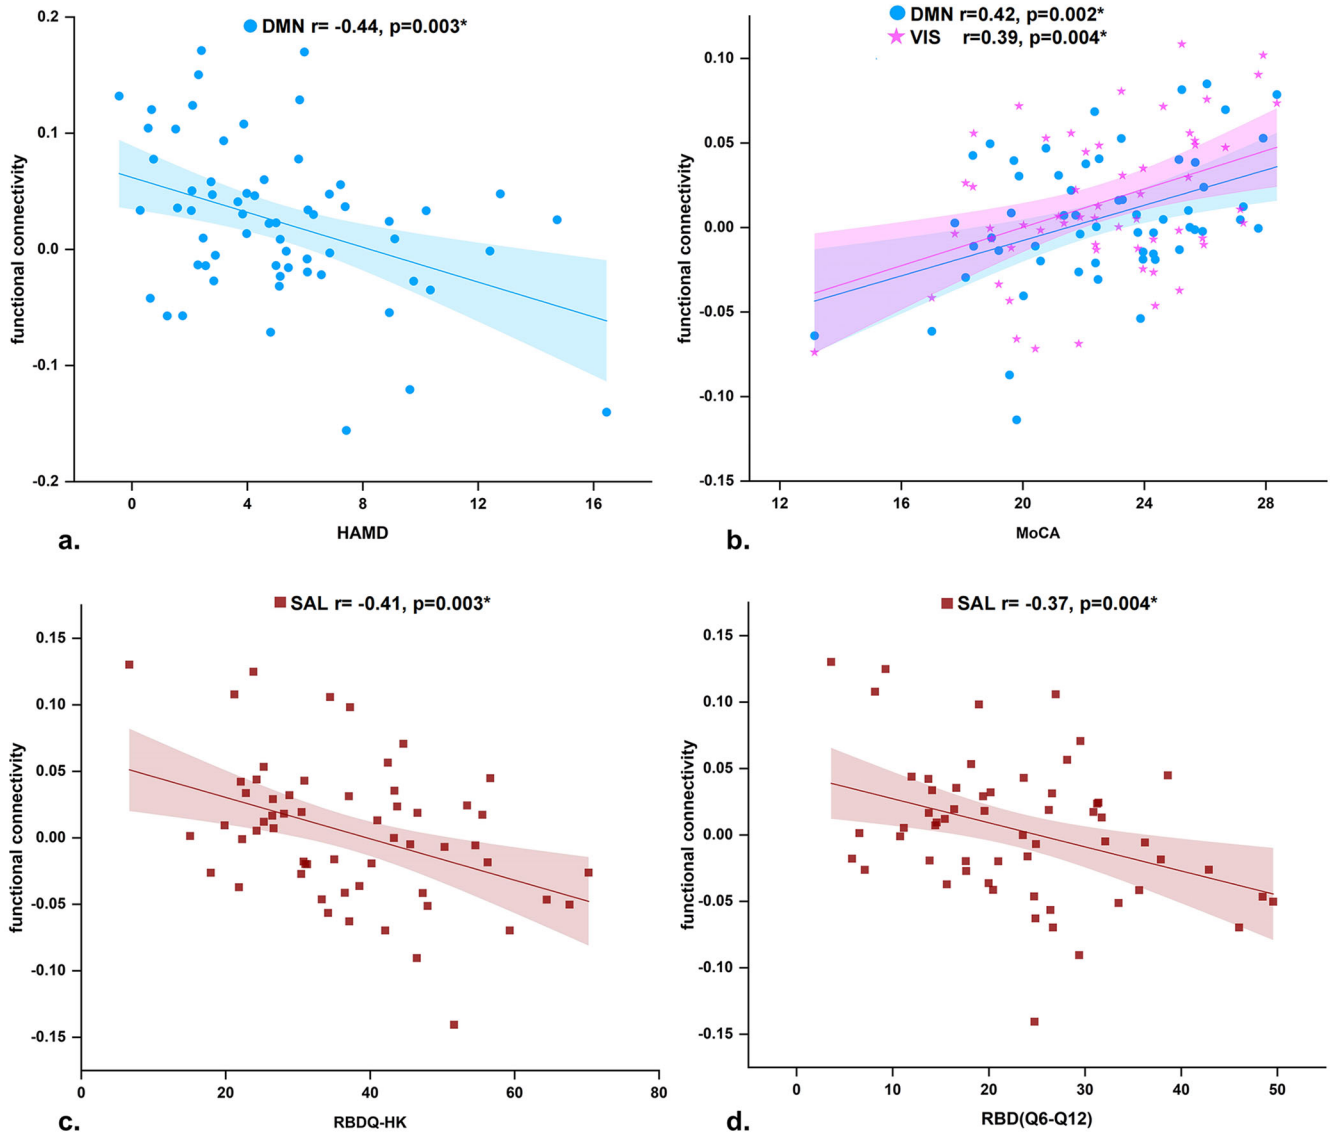 DMN r= -0.44, p=0.003*
0.2
0.1
0.0
-0.1
-0.2
functional connectivity
0 4 8 12 16
HAMD
a.
DMN r=0.42, p=0.002*
VIS r=0.39, p=0.004*
0.10
0.05
0.00
-0.05
-0.10
-0.15
functional connectivity
12 16 20 24 28
MoCA
b.
SAL r= -0.41, p=0.003*
0.15
0.10
0.05
0.00
-0.05
-0.10
-0.15
functional connectivity
0 20 40 60 80
RBDQ-HK
c.
SAL r= -0.37, p=0.004*
0.15
0.10
0.05
0.00
-0.05
-0.10
-0.15
functional connectivity
0 10 20 30 40 50
RBD(Q6-Q12)
d.